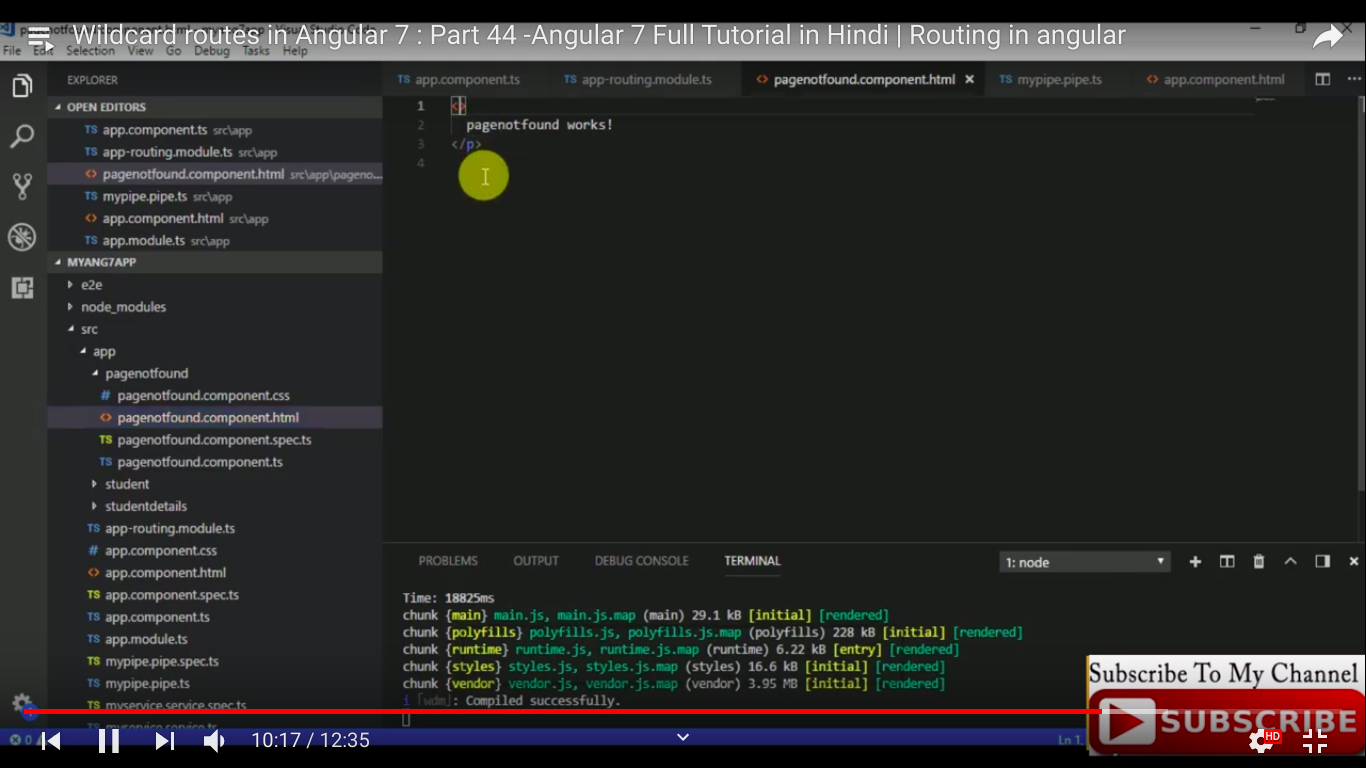 Wildcard routes in Angular 7 : Part 44 -Angular 7 Full Tutorial in Hindi | Routing in angular
File Edit Selection View Go Debug Tasks Help
EXPLORER
OPEN EDITORS
TS app.component.ts src\app
TS app-routing.module.ts src\app
<> pagenotfound.component.html src\app\pageno...
TS mypipe.pipe.ts src\app
<> app.component.html src\app
TS app.module.ts src\app
MYANG7APP
e2e
node_modules
src
app
pagenotfound
# pagenotfound.component.css
<> pagenotfound.component.html
TS pagenotfound.component.spec.ts
TS pagenotfound.component.ts
student
studentdetails
TS app-routing.module.ts
# app.component.css
<> app.component.html
TS app.component.spec.ts
TS app.component.ts
TS app.module.ts
TS mypipe.pipe.spec.ts
TS mypipe.pipe.ts
TS myservice.service.spec.ts
TS myservice.service.ts
TS app.component.ts
TS app-routing.module.ts
<> pagenotfound.component.html ×
TS mypipe.pipe.ts
<> app.component.html
1 <>
2 pagenotfound works!
3 </p>
4
PROBLEMS OUTPUT DEBUG CONSOLE TERMINAL
1: node
Time: 18825ms
chunk {main} main.js, main.js.map (main) 29.1 kB [initial] [rendered]
chunk {polyfills} polyfills.js, polyfills.js.map (polyfills) 228 kB [initial] [rendered]
chunk {runtime} runtime.js, runtime.js.map (runtime) 6.22 kB [entry] [rendered]
chunk {styles} styles.js, styles.js.map (styles) 16.6 kB [initial] [rendered]
chunk {vendor} vendor.js, vendor.js.map (vendor) 3.95 MB [initial] [rendered]
i ｢wdm｣: Compiled successfully.
Subscribe To My Channel
SUBSCRIBE
10:17 / 12:35
Ln 1,
HD